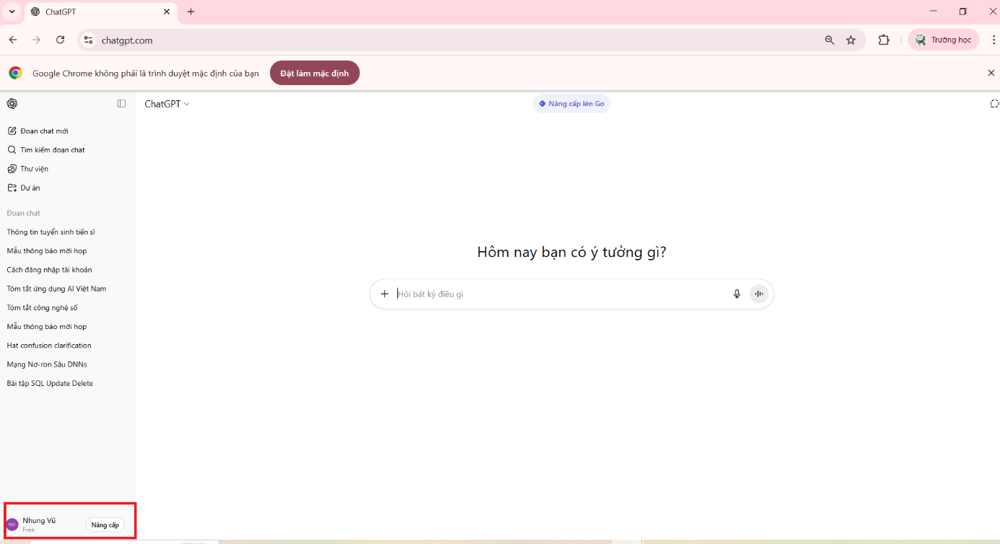 ChatGPT
chatgpt.com
Trường học
Google Chrome không phải là trình duyệt mặc định của bạn
Đặt làm mặc định
ChatGPT
Nâng cấp lên Go
Đoạn chat mới
Tìm kiếm đoạn chat
Thư viện
Dự án
Đoạn chat
Thông tin tuyển sinh tiến sĩ
Mẫu thông báo mời họp
Cách đăng nhập tài khoản
Tóm tắt ứng dụng AI Việt Nam
Tóm tắt công nghệ số
Mẫu thông báo mời họp
Hat confusion clarification
Mạng Nơ-ron Sâu DNNs
Bài tập SQL Update Delete
Hôm nay bạn có ý tưởng gì?
Hỏi bất kỳ điều gì
NV
Nhung Vũ
Free
Nâng cấp